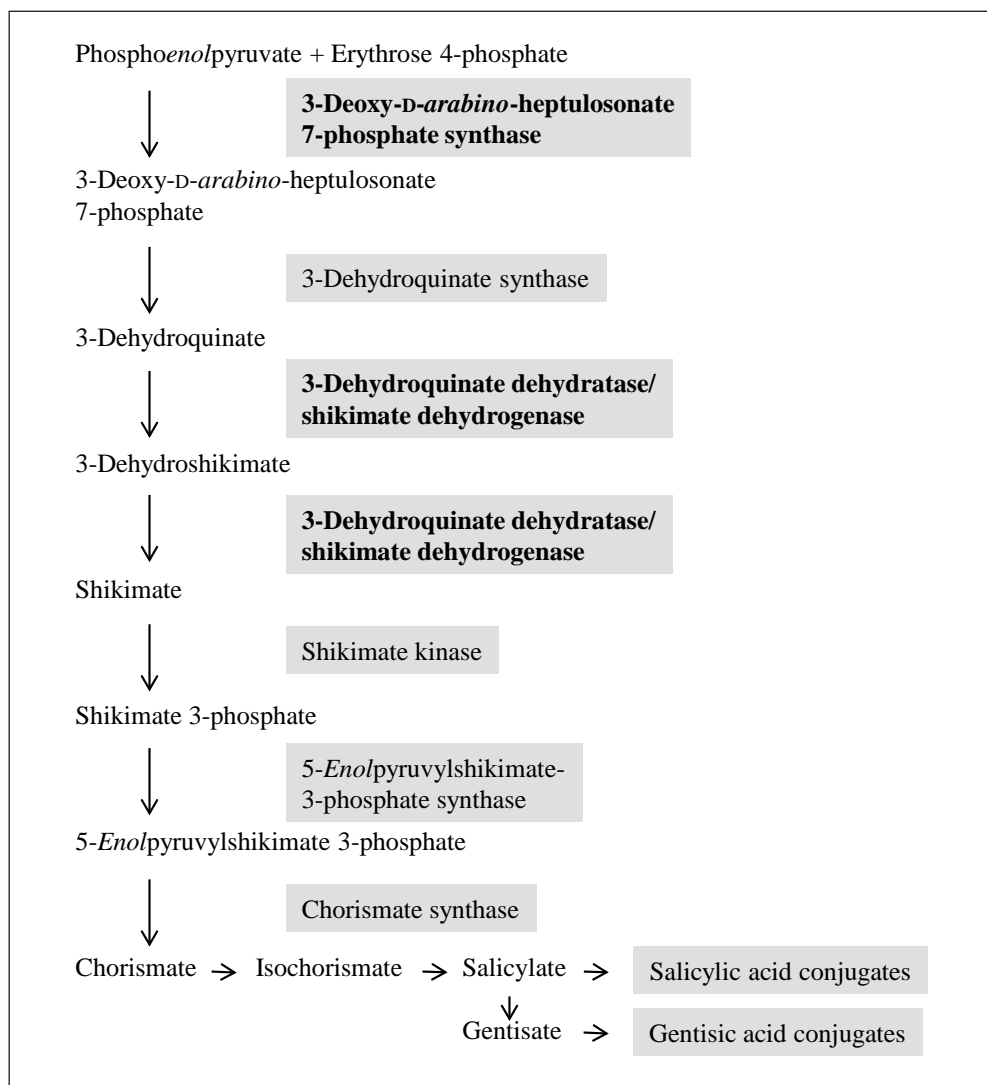 Phosphoenolpyruvate + Erythrose 4-phosphate
3-Deoxy-D-arabino-heptulosonate
7-phosphate synthase
3-Deoxy-D-arabino-heptulosonate
7-phosphate
3-Dehydroquinate synthase
3-Dehydroquinate
3-Dehydroquinate dehydratase/
shikimate dehydrogenase
3-Dehydroshikimate
3-Dehydroquinate dehydratase/
shikimate dehydrogenase
Shikimate
Shikimate kinase
Shikimate 3-phosphate
5-Enolpyruvylshikimate-
3-phosphate synthase
5-Enolpyruvylshikimate 3-phosphate
Chorismate synthase
Chorismate → Isochorismate → Salicylate → Salicylic acid conjugates
Gentisate → Gentisic acid conjugates